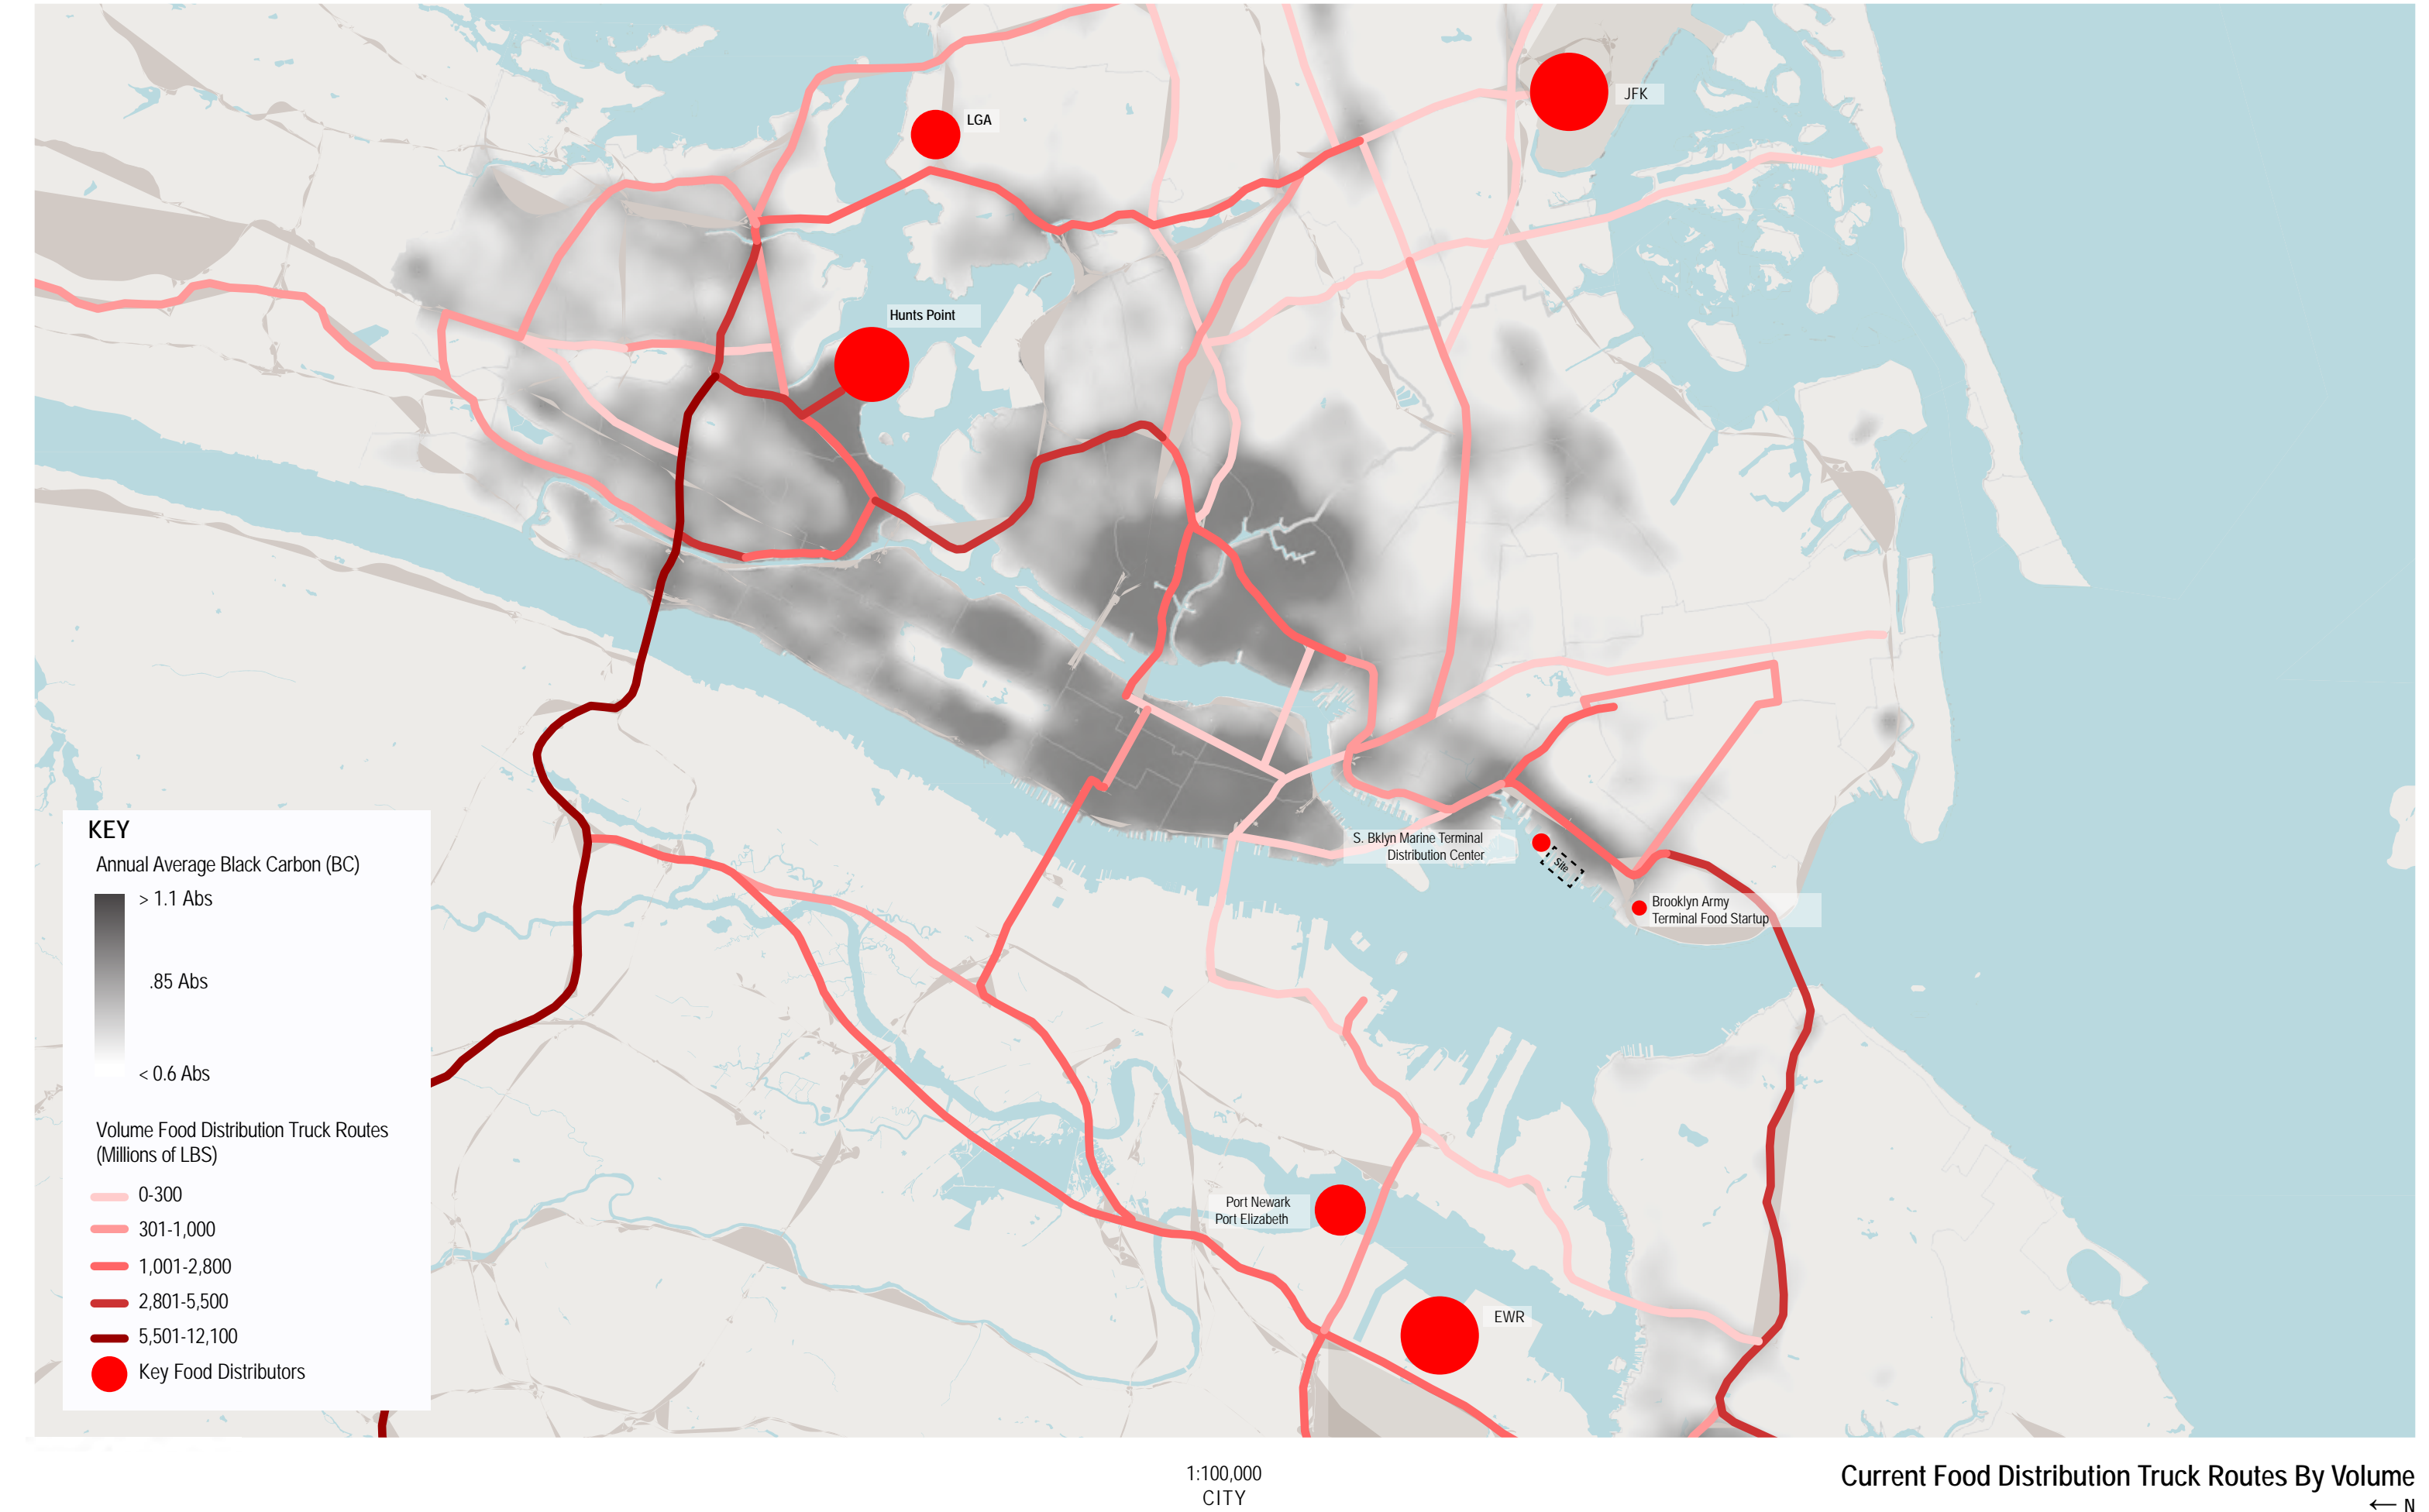 JFK
LGA
Hunts Point
S. Bklyn Marine Terminal
Distribution Center
Site
Brooklyn Army
Terminal Food Startup
Port Newark
Port Elizabeth
EWR
KEY
Annual Average Black Carbon (BC)
> 1.1 Abs
.85 Abs
< 0.6 Abs
Volume Food Distribution Truck Routes
(Millions of LBS)
0-300
301-1,000
1,001-2,800
2,801-5,500
5,501-12,100
Key Food Distributors
1:100,000
CITY
Current Food Distribution Truck Routes By Volume
← N